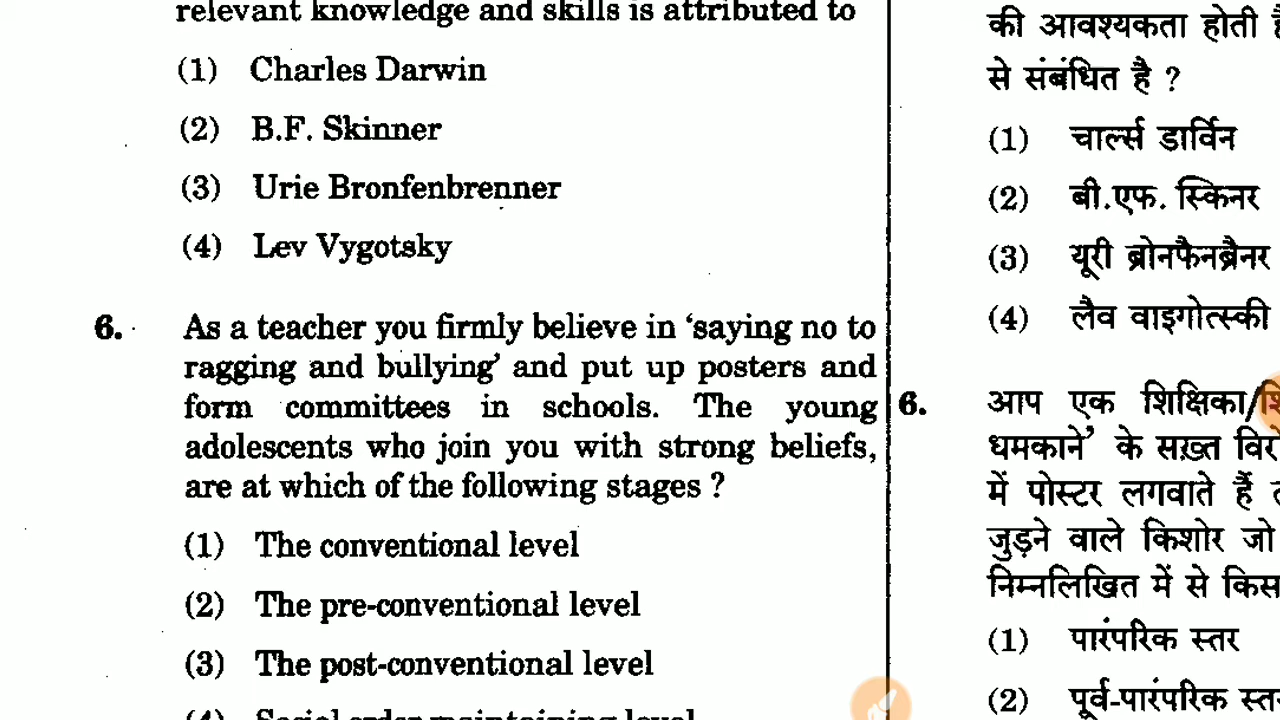 relevant knowledge and skills is attributed to
(1) Charles Darwin
(2) B.F. Skinner
(3) Urie Bronfenbrenner
(4) Lev Vygotsky
6. As a teacher you firmly believe in ‘saying no to
ragging and bullying’ and put up posters and
form committees in schools. The young
adolescents who join you with strong beliefs,
are at which of the following stages ?
(1) The conventional level
(2) The pre-conventional level
(3) The post-conventional level
(4) Social order maintaining level
की आवश्यकता होती
से संबंधित है ?
(1) चार्ल्स डार्विन
(2) बी.एफ. स्किनर
(3) यूरी ब्रोनफैनब्रैनर
(4) लैव वाइगोत्स्की
6. आप एक शिक्षिका/
धमकाने’ के सख़्त
में पोस्टर लगवाते हैं
जुड़ने वाले किशोर जो
निम्नलिखित में से किस
(1) पारंपरिक स्तर
(2) पूर्व-पारंपरिक